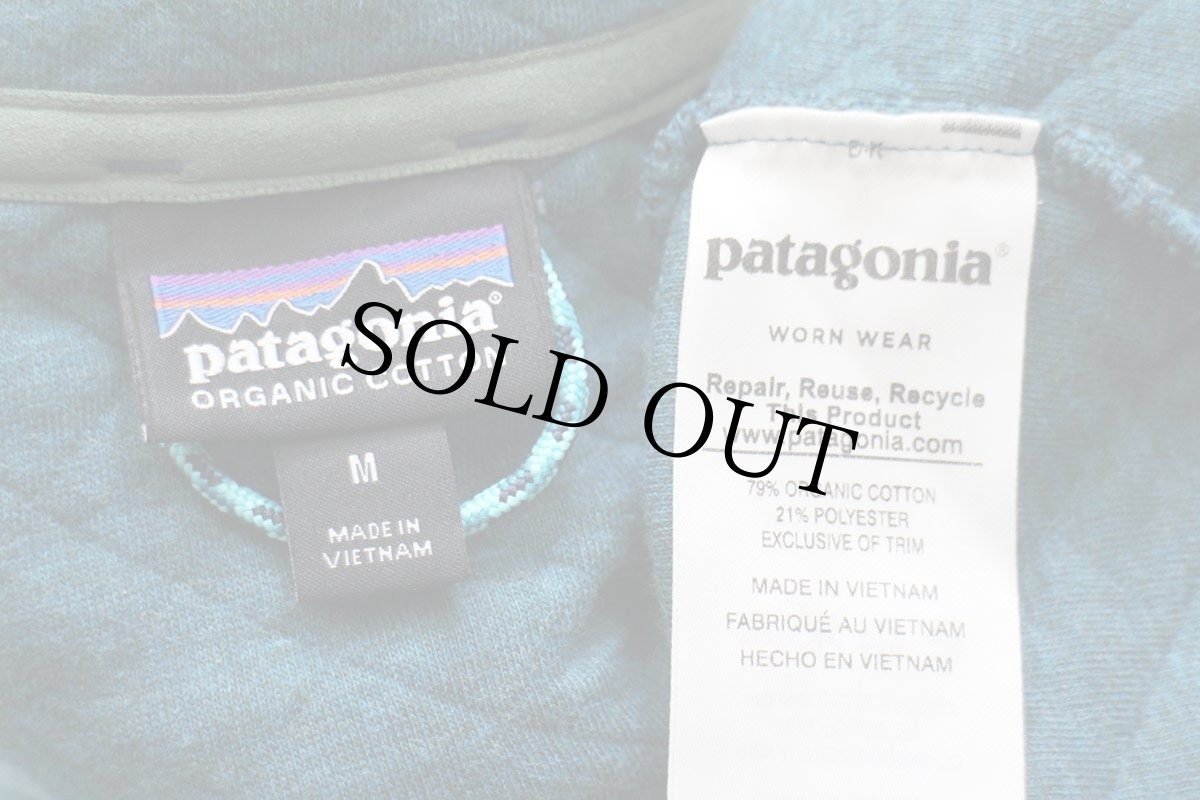 patagonia®
ORGANIC COTTON
M
MADE IN
VIETNAM
SOLD OUT
patagonia®
WORN WEAR
Repair, Reuse, Recycle
This Product
www.patagonia.com
79% ORGANIC COTTON
21% POLYESTER
EXCLUSIVE OF TRIM
MADE IN VIETNAM
FABRIQUÉ AU VIETNAM
HECHO EN VIETNAM